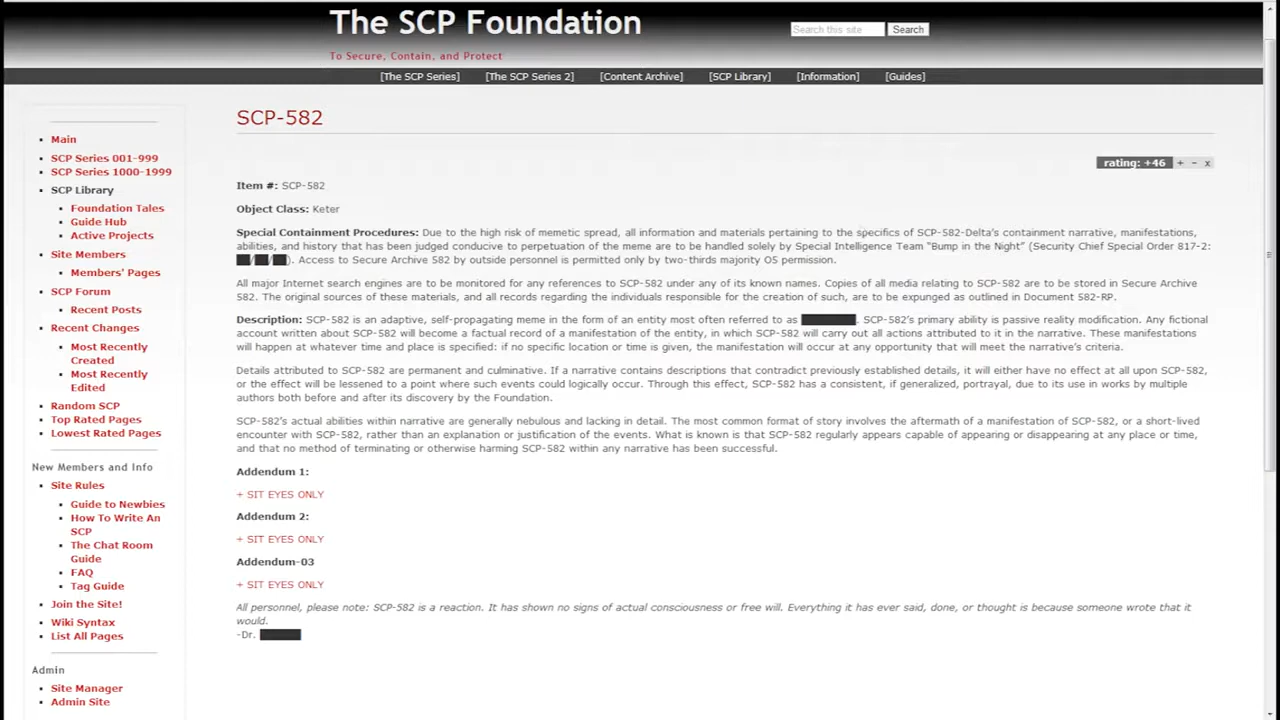 The SCP Foundation
Search this site Search
To Secure, Contain, and Protect
[The SCP Series] [The SCP Series 2] [Content Archive] [SCP Library] [Information] [Guides]
Main
SCP Series 001-999
SCP Series 1000-1999
SCP Library
Foundation Tales
Guide Hub
Active Projects
Site Members
Members' Pages
SCP Forum
Recent Posts
Recent Changes
Most Recently
Created
Most Recently
Edited
Random SCP
Top Rated Pages
Lowest Rated Pages
New Members and Info
Site Rules
Guide to Newbies
How To Write An
SCP
The Chat Room
Guide
FAQ
Tag Guide
Join the Site!
Wiki Syntax
List All Pages
Admin
Site Manager
Admin Site
SCP-582
rating: +46 + - x
Item #: SCP-582
Object Class: Keter
Special Containment Procedures: Due to the high risk of memetic spread, all information and materials pertaining to the specifics of SCP-582-Delta's containment narrative, manifestations,
abilities, and history that has been judged conducive to perpetuation of the meme are to be handled solely by Special Intelligence Team "Bump in the Night" (Security Chief Special Order 817-2:
██/██/██). Access to Secure Archive 582 by outside personnel is permitted only by two-thirds majority OS permission.
All major Internet search engines are to be monitored for any references to SCP-582 under any of its known names. Copies of all media relating to SCP-582 are to be stored in Secure Archive
582. The original sources of these materials, and all records regarding the individuals responsible for the creation of such, are to be expunged as outlined in Document 582-RP.
Description: SCP-582 is an adaptive, self-propagating meme in the form of an entity most often referred to as ████████. SCP-582's primary ability is passive reality modification. Any fictional
account written about SCP-582 will become a factual record of a manifestation of the entity, in which SCP-582 will carry out all actions attributed to it in the narrative. These manifestations
will happen at whatever time and place is specified: if no specific location or time is given, the manifestation will occur at any opportunity that will meet the narrative's criteria.
Details attributed to SCP-582 are permanent and culminative. If a narrative contains descriptions that contradict previously established details, it will either have no effect at all upon SCP-582,
or the effect will be lessened to a point where such events could logically occur. Through this effect, SCP-582 has a consistent, if generalized, portrayal, due to its use in works by multiple
authors both before and after its discovery by the Foundation.
SCP-582's actual abilities within narrative are generally nebulous and lacking in detail. The most common format of story involves the aftermath of a manifestation of SCP-582, or a short-lived
encounter with SCP-582, rather than an explanation or justification of the events. What is known is that SCP-582 regularly appears capable of appearing or disappearing at any place or time,
and that no method of terminating or otherwise harming SCP-582 within any narrative has been successful.
Addendum 1:
+ SIT EYES ONLY
Addendum 2:
+ SIT EYES ONLY
Addendum-03
+ SIT EYES ONLY
All personnel, please note: SCP-582 is a reaction. It has shown no signs of actual consciousness or free will. Everything it has ever said, done, or thought is because someone wrote that it
would.
-Dr. ██████